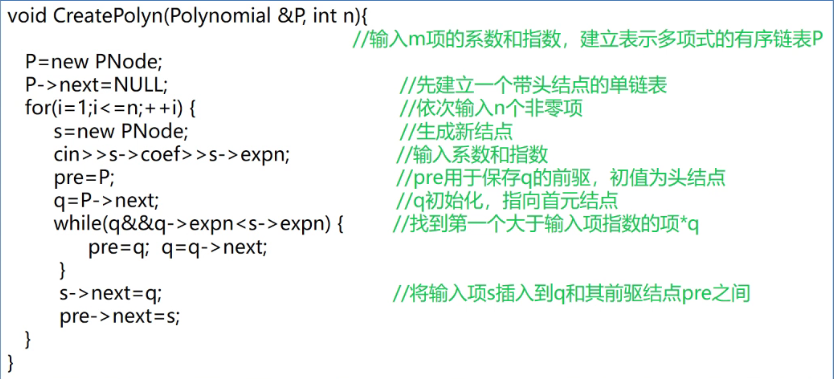 void CreatePolyn(Polynomial &P, int n){
//输入m项的系数和指数，建立表示多项式的有序链表P
P=new PNode;
P->next=NULL; //先建立一个带头结点的单链表
for(i=1;i<=n;++i) { //依次输入n个非零项
s=new PNode; //生成新结点
cin>>s->coef>>s->expn; //输入系数和指数
pre=P; //pre用于保存q的前驱，初值为头结点
q=P->next; //q初始化，指向首元结点
while(q&&q->expn<s->expn) { //找到第一个大于输入项指数的项*q
pre=q; q=q->next;
}
s->next=q; //将输入项s插入到q和其前驱结点pre之间
pre->next=s;
}
}